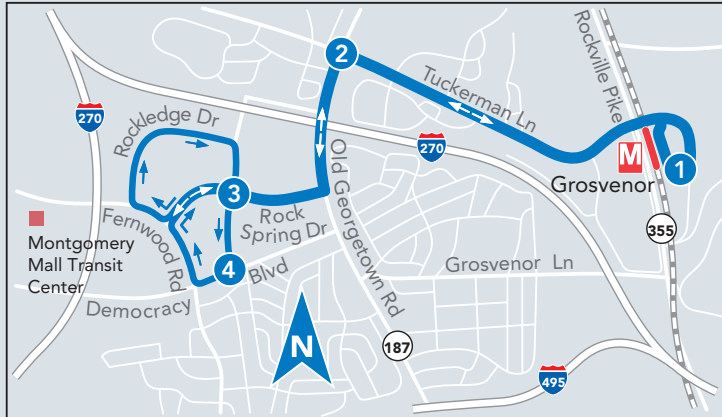 2
Rockville Pike
Tuckerman Ln
270
Rockledge Dr
270
M
1
Grosvenor
3
Old Georgetown Rd
Rock
Spring Dr
Fernwood Rd
355
Montgomery
Mall Transit
Center
4
Blvd
Grosvenor Ln
Democracy
N
187
495